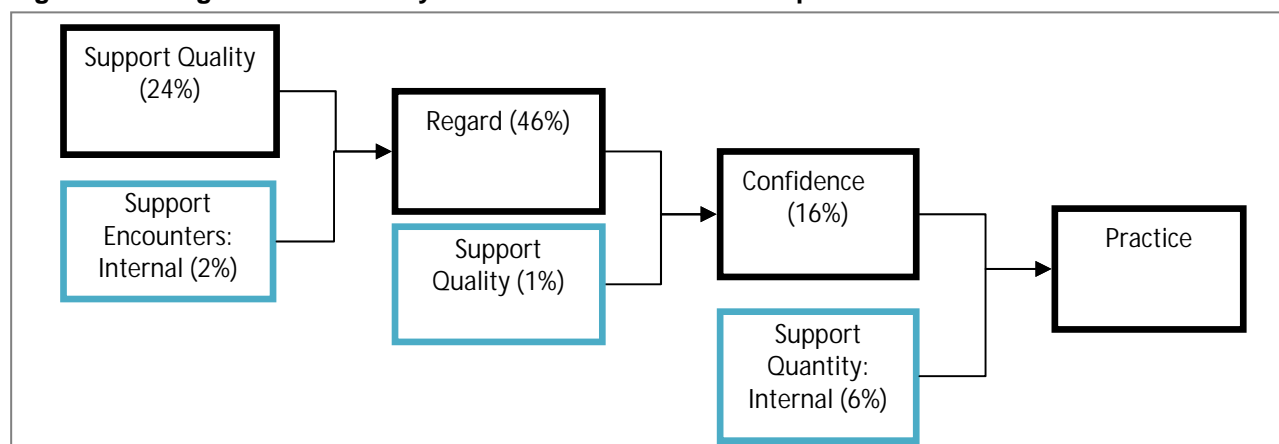 Support Quality
(24%)
Support
Encounters:
Internal (2%)
Regard (46%)
Support
Quality (1%)
Confidence
(16%)
Support
Quantity:
Internal (6%)
Practice